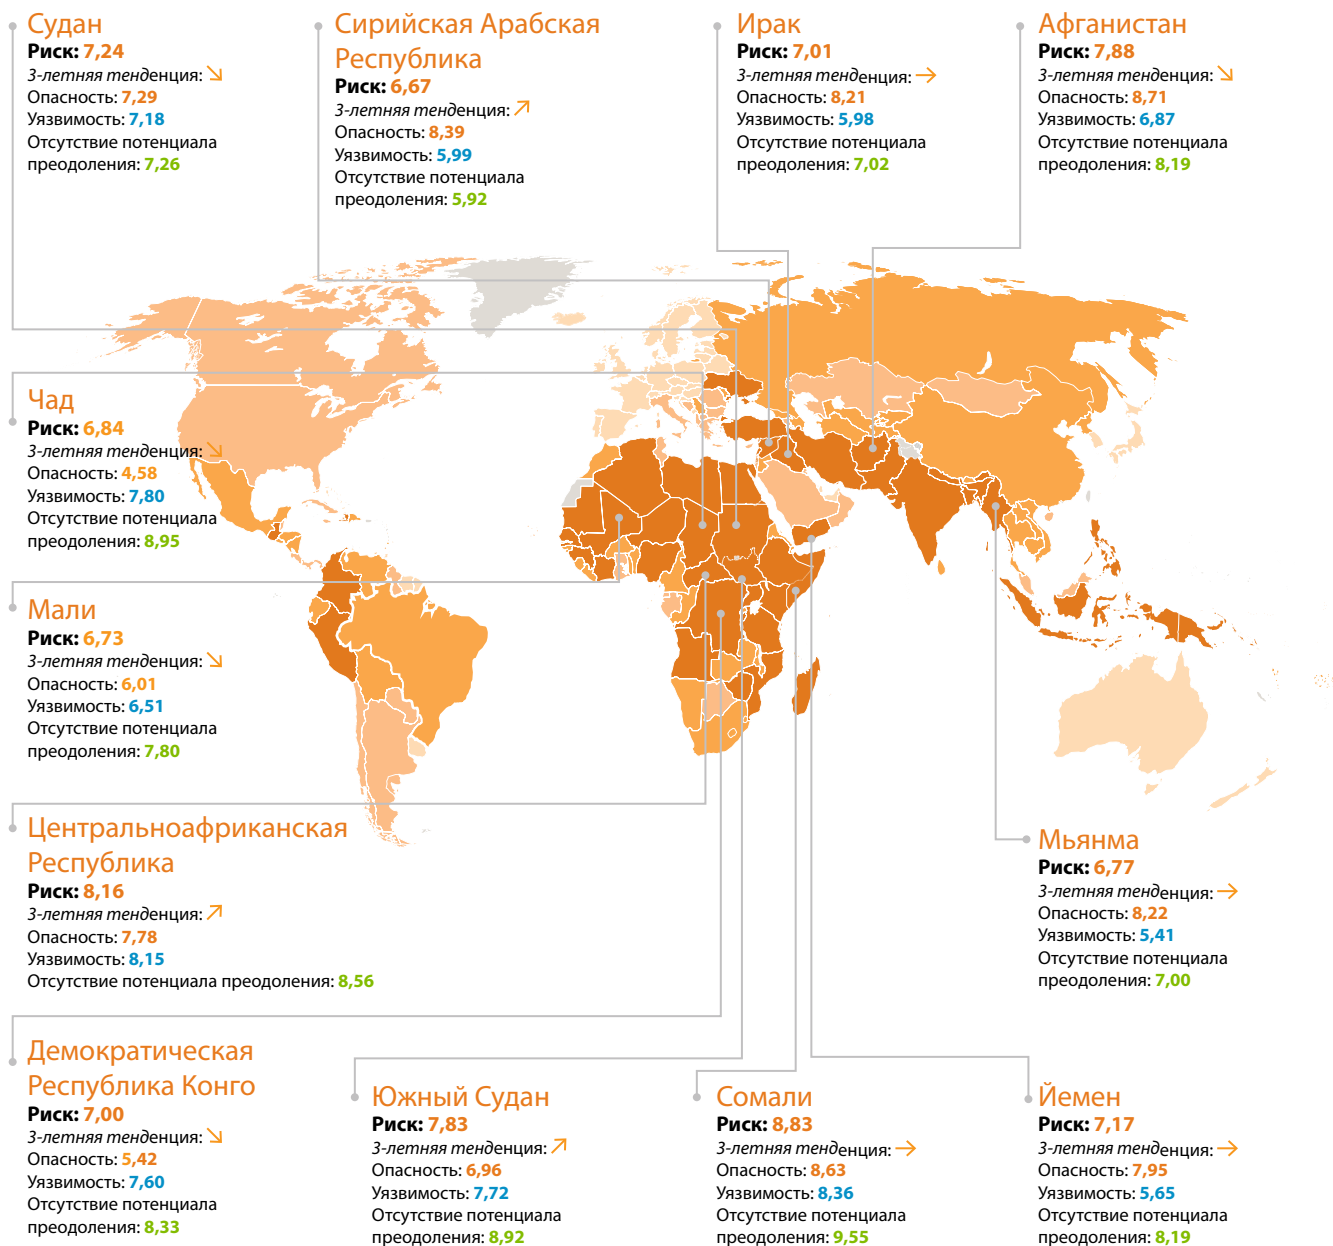 Судан
Риск: 7,24
3-летняя тенденция:
Опасность: 7,29
Уязвимость: 7,18
Отсутствие потенциала
преодоления: 7,26
Сирийская Арабская
Республика
Риск: 6,67
3-летняя тенденция:
Опасность: 8,39
Уязвимость: 5,99
Отсутствие потенциала
преодоления: 5,92
Ирак
Риск: 7,01
3-летняя тенденция:
Опасность: 8,21
Уязвимость: 5,98
Отсутствие потенциала
преодоления: 7,02
Афганистан
Риск: 7,88
3-летняя тенденция:
Опасность: 8,71
Уязвимость: 6,87
Отсутствие потенциала
преодоления: 8,19
Чад
Риск: 6,84
3-летняя тенденция:
Опасность: 4,58
Уязвимость: 7,80
Отсутствие потенциала
преодоления: 8,95
Мали
Риск: 6,73
3-летняя тенденция:
Опасность: 6,01
Уязвимость: 6,51
Отсутствие потенциала
преодоления: 7,80
Центральноафриканская
Республика
Риск: 8,16
3-летняя тенденция:
Опасность: 7,78
Уязвимость: 8,15
Отсутствие потенциала преодоления: 8,56
Мьянма
Риск: 6,77
3-летняя тенденция:
Опасность: 8,22
Уязвимость: 5,41
Отсутствие потенциала
преодоления: 7,00
Демократическая
Республика Конго
Риск: 7,00
3-летняя тенденция:
Опасность: 5,42
Уязвимость: 7,60
Отсутствие потенциала
преодоления: 8,33
Южный Судан
Риск: 7,83
3-летняя тенденция:
Опасность: 6,96
Уязвимость: 7,72
Отсутствие потенциала
преодоления: 8,92
Сомали
Риск: 8,83
3-летняя тенденция:
Опасность: 8,63
Уязвимость: 8,36
Отсутствие потенциала
преодоления: 9,55
Йемен
Риск: 7,17
3-летняя тенденция:
Опасность: 7,95
Уязвимость: 5,65
Отсутствие потенциала
преодоления: 8,19